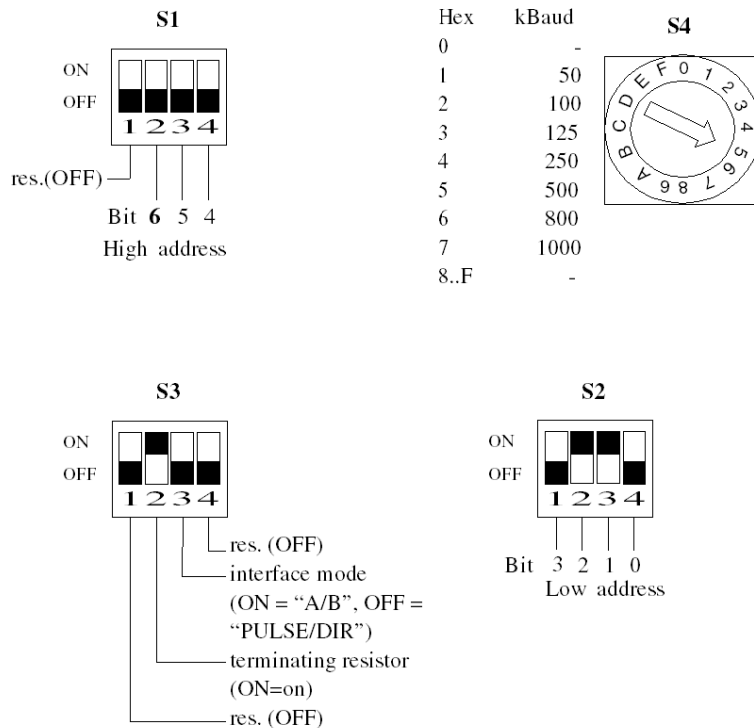 S1
ON
OFF
1 2 3 4
res.(OFF)
Bit 6 5 4
High address
Hex kBaud
0 -
1 50
2 100
3 125
4 250
5 500
6 800
7 1000
8..F -
S4
0 1 2 3 4 5 6 7 8 9 A B C D E F
S3
ON
OFF
1 2 3 4
res. (OFF)
interface mode
(ON = “A/B”, OFF =
“PULSE/DIR”)
terminating resistor
(ON=on)
res. (OFF)
S2
ON
OFF
1 2 3 4
Bit 3 2 1 0
Low address